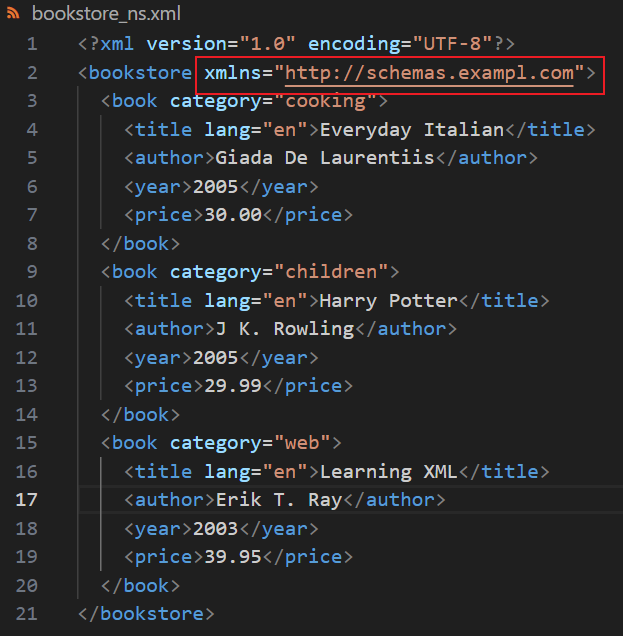 bookstore_ns.xml
1 <?xml version="1.0" encoding="UTF-8"?>
2 <bookstore xmlns="http://schemas.exampl.com">
3 <book category="cooking">
4 <title lang="en">Everyday Italian</title>
5 <author>Giada De Laurentiis</author>
6 <year>2005</year>
7 <price>30.00</price>
8 </book>
9 <book category="children">
10 <title lang="en">Harry Potter</title>
11 <author>J K. Rowling</author>
12 <year>2005</year>
13 <price>29.99</price>
14 </book>
15 <book category="web">
16 <title lang="en">Learning XML</title>
17 <author>Erik T. Ray</author>
18 <year>2003</year>
19 <price>39.95</price>
20 </book>
21 </bookstore>